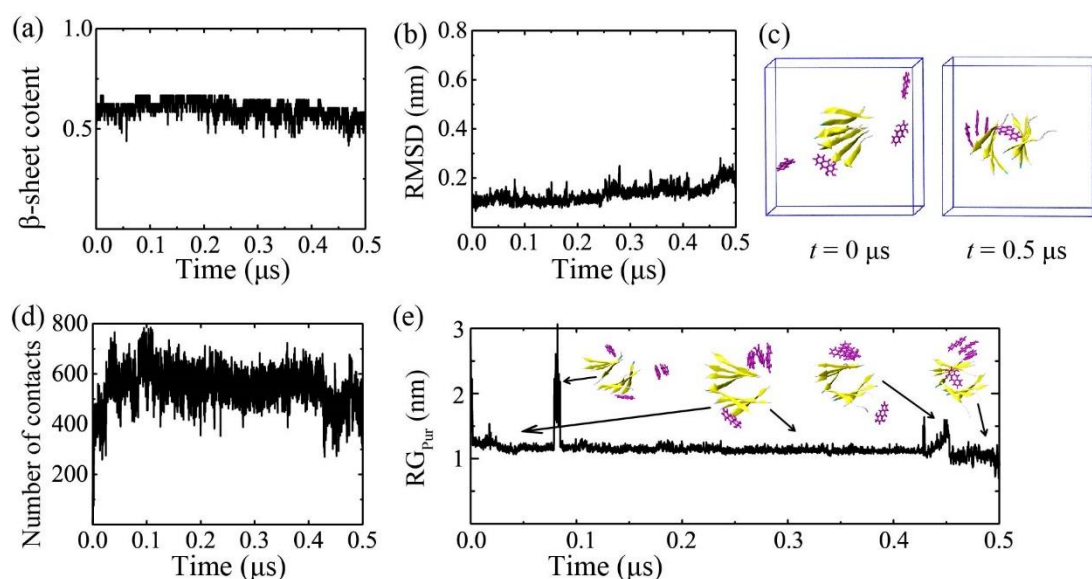 (a)
1.0
0.5
β-sheet cotent
0.0 0.1 0.2 0.3 0.4 0.5
Time (μs)
(b)
0.8
0.6
0.4
0.2
RMSD (nm)
0.0 0.1 0.2 0.3 0.4 0.5
Time (μs)
(c)
t = 0 μs
t = 0.5 μs
(d)
800
600
400
200
Number of contacts
0.0 0.1 0.2 0.3 0.4 0.5
Time (μs)
(e)
3
2
1
RG_Pur (nm)
0.0 0.1 0.2 0.3 0.4 0.5
Time (μs)